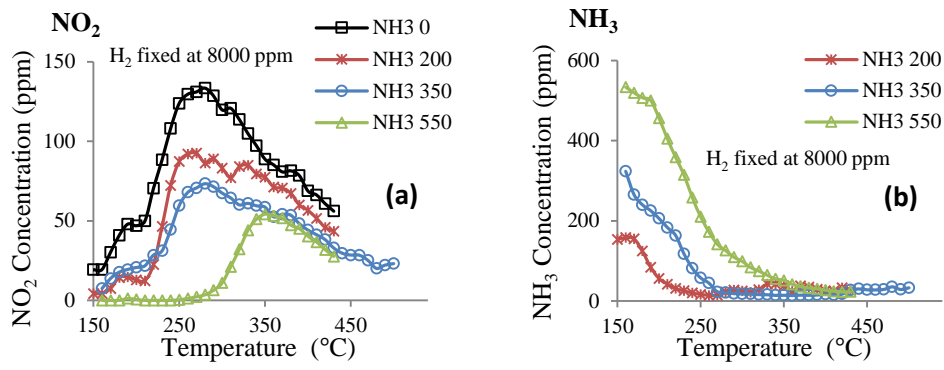 NO2
H2 fixed at 8000 ppm
NH3 0
NH3 200
NH3 350
NH3 550
NO2 Concentration (ppm)
150
100
50
0
150 250 350 450
Temperature (°C)
(a)
NH3
NH3 200
NH3 350
NH3 550
H2 fixed at 8000 ppm
NH3 Concentration (ppm)
600
400
200
0
150 250 350 450
Temperature (°C)
(b)